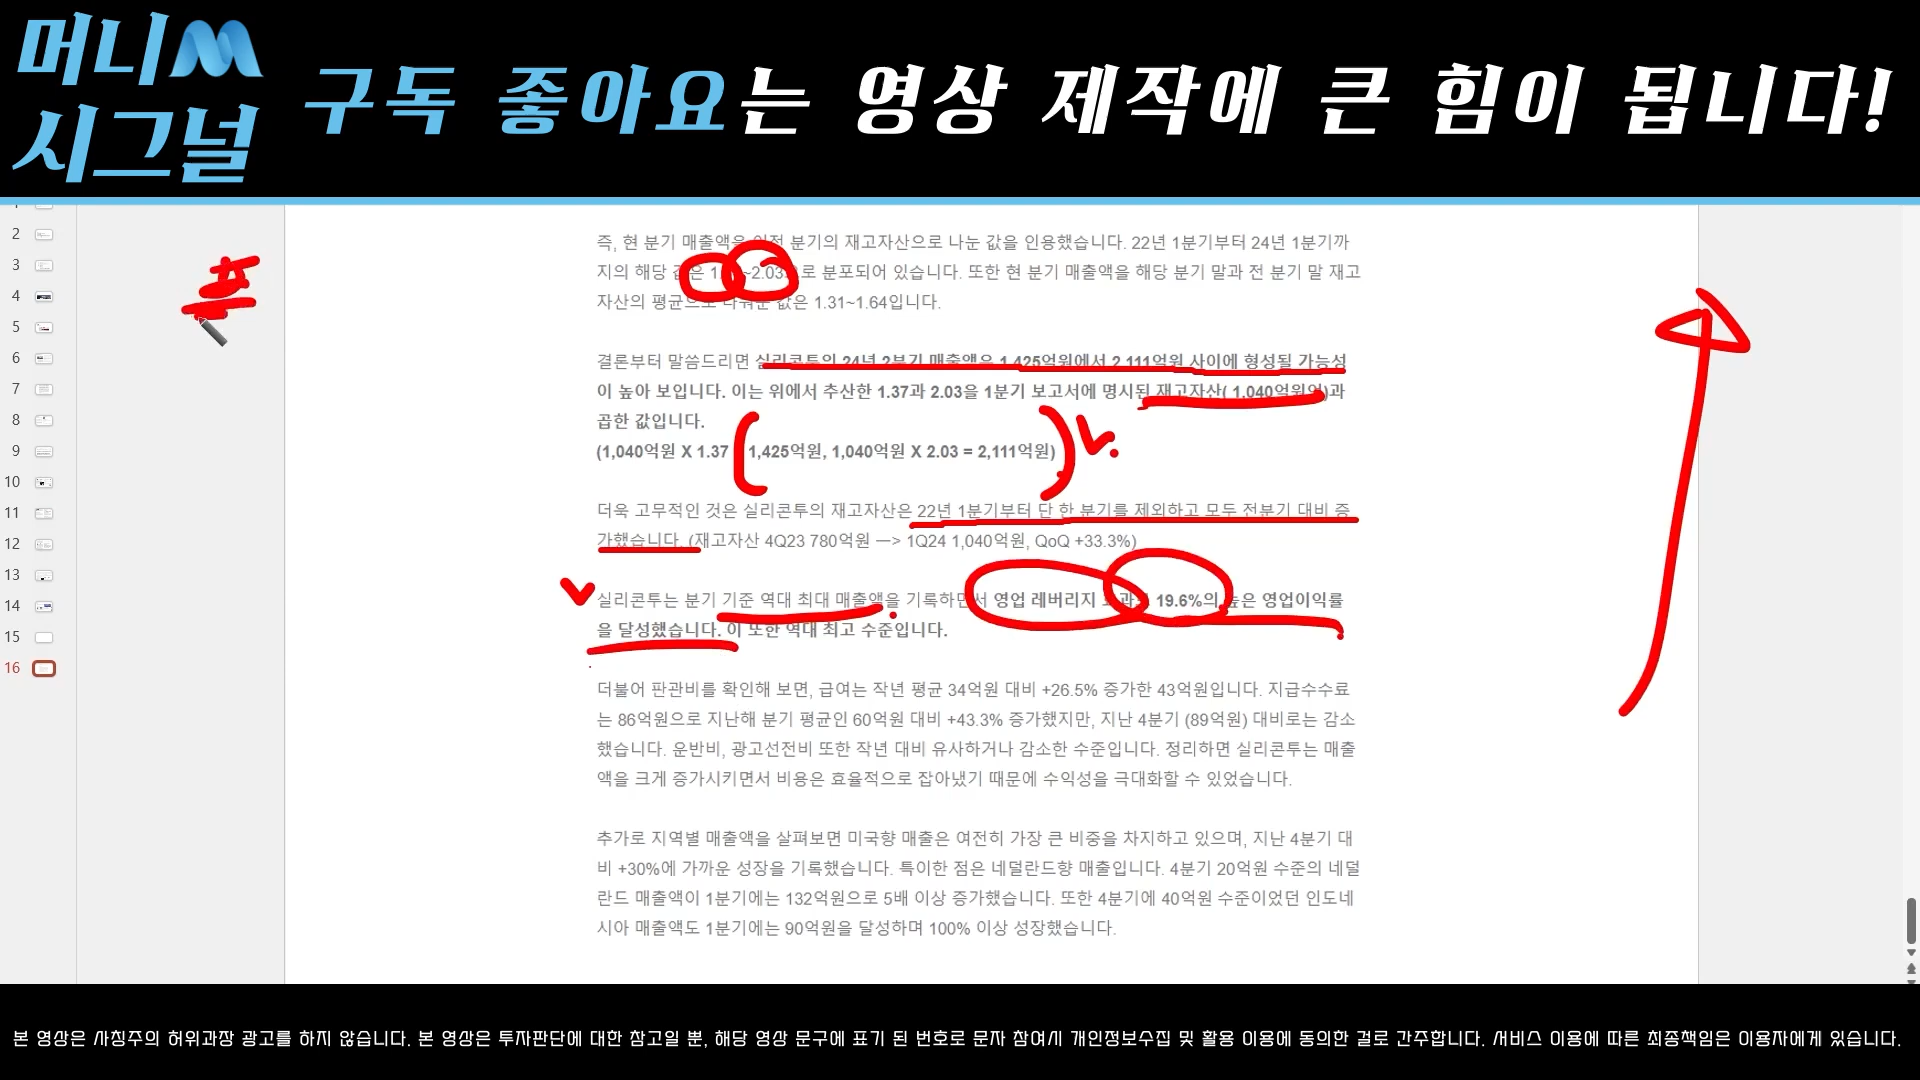 머니
시그널
구독 좋아요는 영상 제작에 큰 힘이 됩니다!
2
3
4
5
6
7
8
9
10
11
12
13
14
15
16
즉, 현 분기 매출액을 이전 분기의 재고자산으로 나눈 값을 인용했습니다. 22년 1분기부터 24년 1분기까
지의 해당 값은 ~2.03으로 분포되어 있습니다. 또한 현 분기 매출액을 해당 분기 말과 전 분기 말 재고
자산의 평균으로 나눠준 값은 1.31~1.64입니다.
결론부터 말씀드리면 실리콘투의 24년 2분기 매출액은 1,425억원에서 2,111억원 사이에 형성될 가능성
이 높아 보입니다. 이는 위에서 추산한 1.37과 2.03을 1분기 보고서에 명시된 재고자산( 1,040억원)과
곱한 값입니다.
(1,040억원 X 1.37 1,425억원, 1,040억원 X 2.03 = 2,111억원)
더욱 고무적인 것은 실리콘투의 재고자산은 22년 1분기부터 단 한 분기를 제외하고 모두 전분기 대비 증
가했습니다. (재고자산 4Q23 780억원 —> 1Q24 1,040억원, QoQ +33.3%)
실리콘투는 분기 기준 역대 최대 매출액을 기록하면서 영업 레버리지 효과로 19.6%의 높은 영업이익률
을 달성했습니다. 이 또한 역대 최고 수준입니다.
더불어 판관비를 확인해 보면, 급여는 작년 평균 34억원 대비 +26.5% 증가한 43억원입니다. 지급수수료
는 86억원으로 지난해 분기 평균인 60억원 대비 +43.3% 증가했지만, 지난 4분기 (89억원) 대비로는 감소
했습니다. 운반비, 광고선전비 또한 작년 대비 유사하거나 감소한 수준입니다. 정리하면 실리콘투는 매출
액을 크게 증가시키면서 비용은 효율적으로 잡아냈기 때문에 수익성을 극대화할 수 있었습니다.
추가로 지역별 매출액을 살펴보면 미국향 매출은 여전히 가장 큰 비중을 차지하고 있으며, 지난 4분기 대
비 +30%에 가까운 성장을 기록했습니다. 특이한 점은 네덜란드향 매출입니다. 4분기 20억원 수준의 네덜
란드 매출액이 1분기에는 132억원으로 5배 이상 증가했습니다. 또한 4분기에 40억원 수준이었던 인도네
시아 매출액도 1분기에는 90억원을 달성하며 100% 이상 성장했습니다.
본 영상은 사칭주의 허위과장 광고를 하지 않습니다. 본 영상은 투자판단에 대한 참고일 뿐, 해당 영상 문구에 표기 된 번호로 문자 참여시 개인정보수집 및 활용 이용에 동의한 걸로 간주합니다. 서비스 이용에 따른 최종책임은 이용자에게 있습니다.